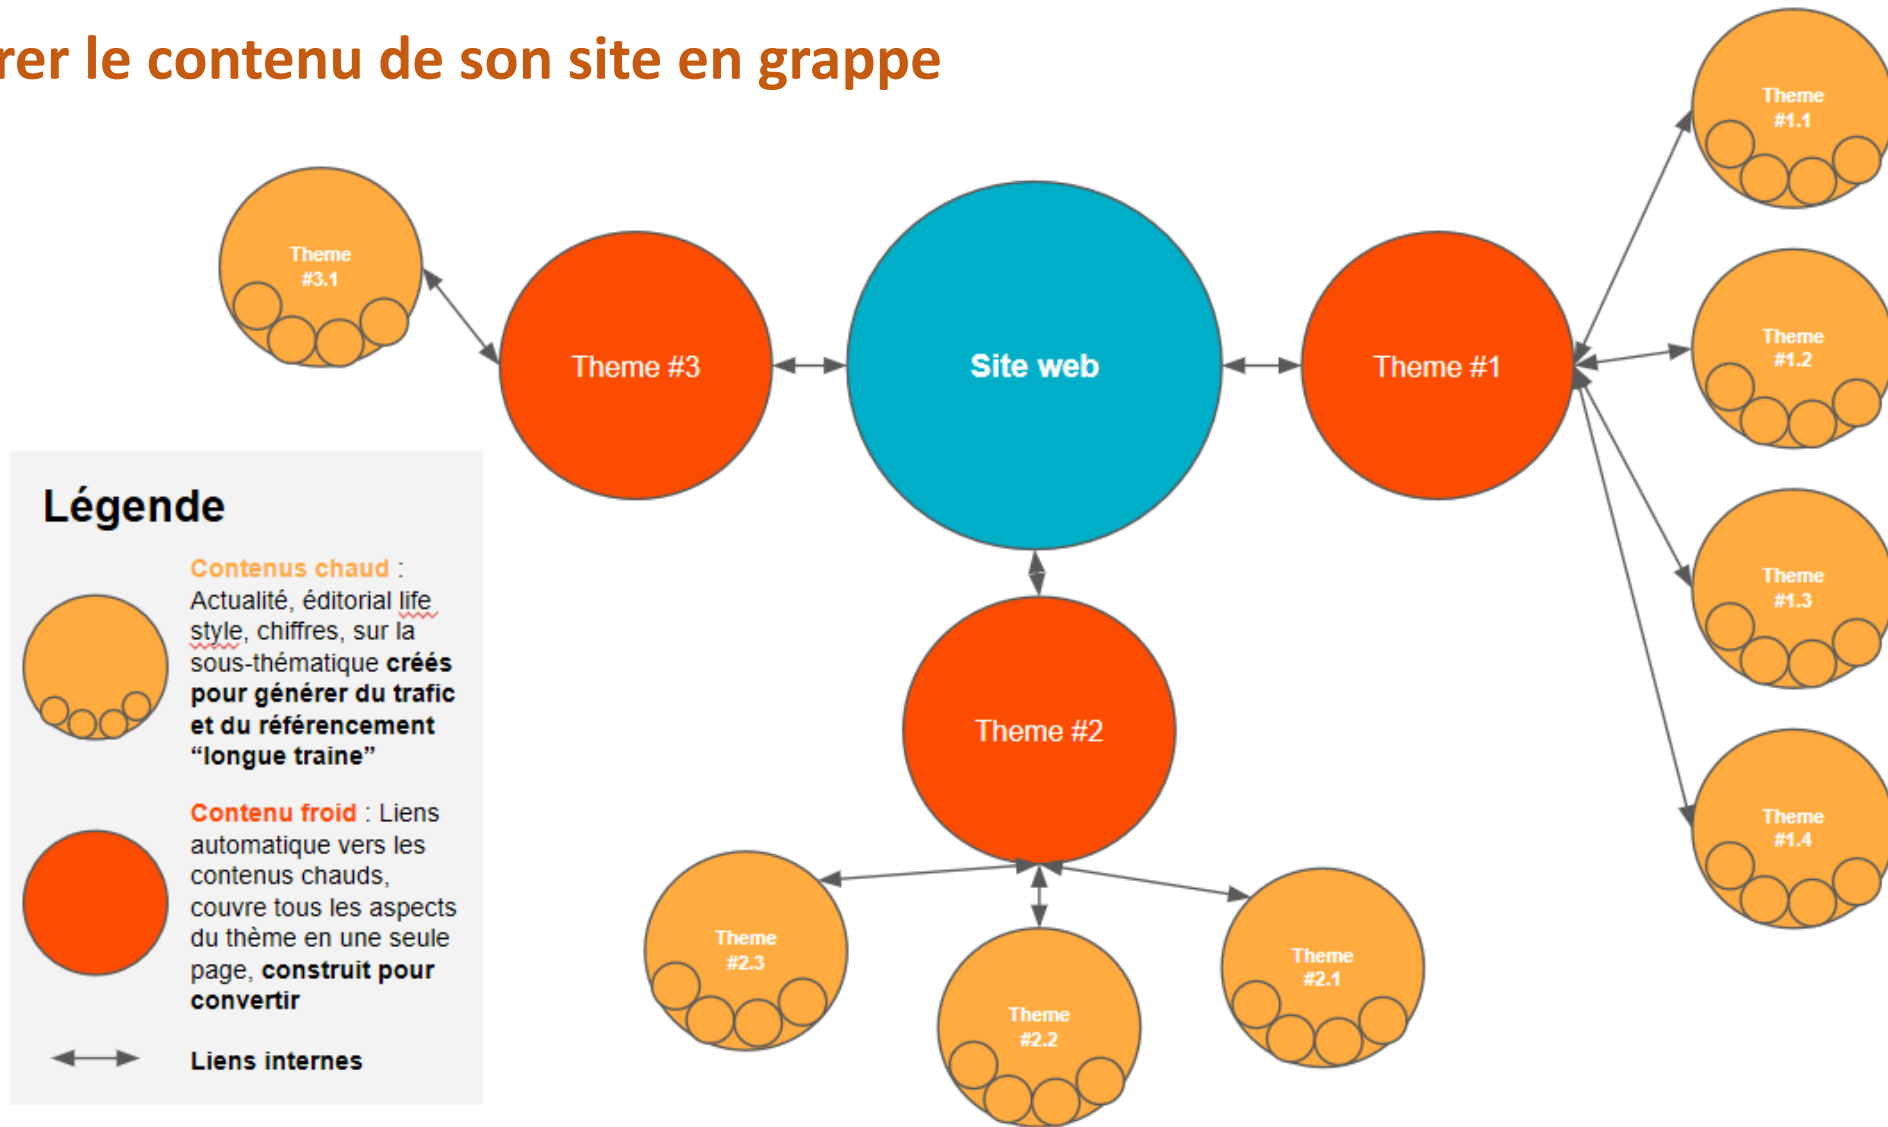 rer le contenu de son site en grappe
Theme
#1.1
Theme
#3.1
Theme #3
Site web
Theme #1
Theme
#1.2
Légende
Contenus chaud :
Actualité, éditorial life
style, chiffres, sur la
sous-thématique créés
pour générer du trafic
et du référencement
“longue traine”
Contenu froid : Liens
automatique vers les
contenus chauds,
couvre tous les aspects
du thème en une seule
page, construit pour
convertir
Liens internes
Theme
#1.3
Theme #2
Theme
#1.4
Theme
#2.3
Theme
#2.2
Theme
#2.1